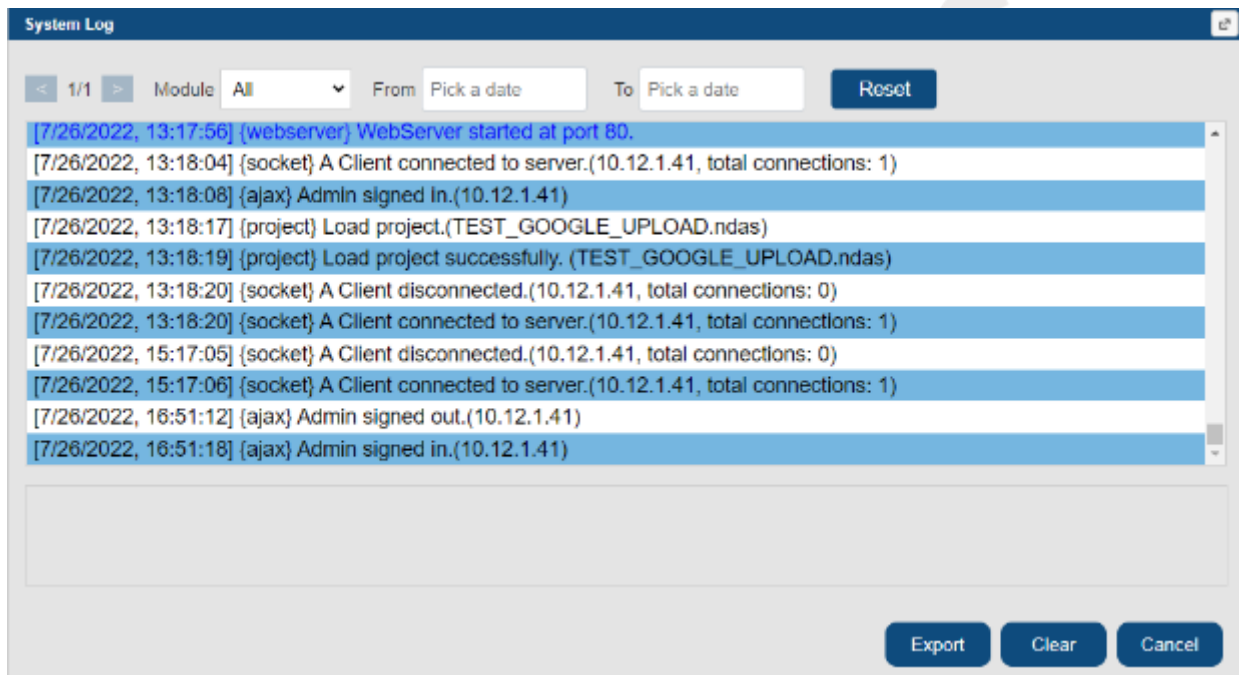 System Log
< 1/1 > Module All From Pick a date To Pick a date Reset
[7/26/2022, 13:17:56] {webserver} WebServer started at port 80.
[7/26/2022, 13:18:04] {socket} A Client connected to server.(10.12.1.41, total connections: 1)
[7/26/2022, 13:18:08] {ajax} Admin signed in.(10.12.1.41)
[7/26/2022, 13:18:17] {project} Load project.(TEST_GOOGLE_UPLOAD.ndas)
[7/26/2022, 13:18:19] {project} Load project successfully. (TEST_GOOGLE_UPLOAD.ndas)
[7/26/2022, 13:18:20] {socket} A Client disconnected.(10.12.1.41, total connections: 0)
[7/26/2022, 13:18:20] {socket} A Client connected to server.(10.12.1.41, total connections: 1)
[7/26/2022, 15:17:05] {socket} A Client disconnected.(10.12.1.41, total connections: 0)
[7/26/2022, 15:17:06] {socket} A Client connected to server.(10.12.1.41, total connections: 1)
[7/26/2022, 16:51:12] {ajax} Admin signed out.(10.12.1.41)
[7/26/2022, 16:51:18] {ajax} Admin signed in.(10.12.1.41)
Export Clear Cancel